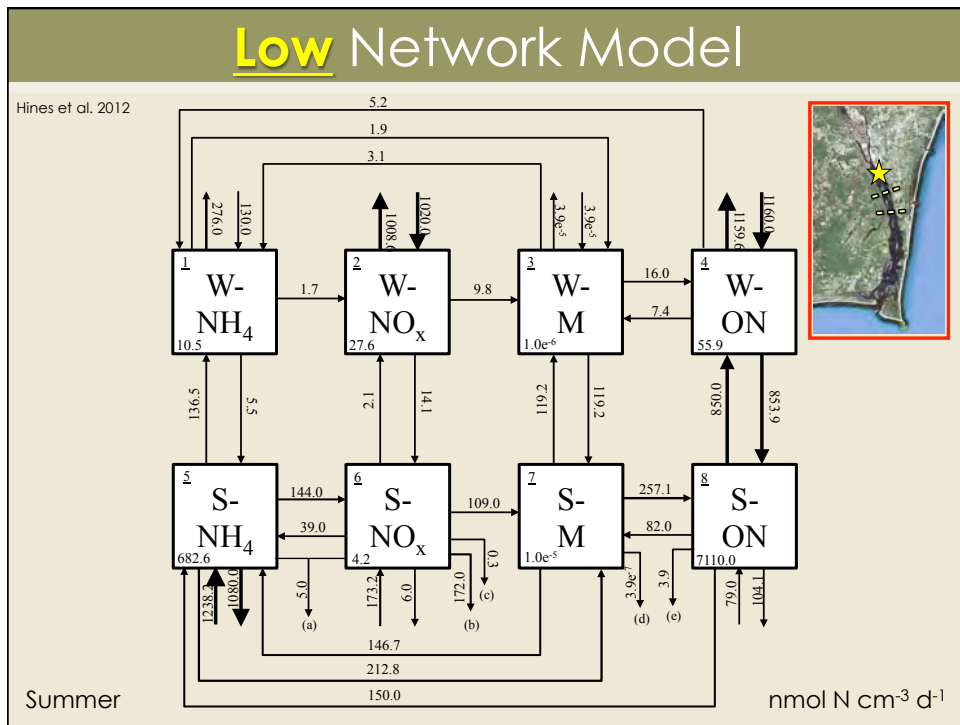 Low Network Model
Hines et al. 2012
5.2
1.9
3.1
276.0
130.0
1008.6
1020.0
3.9e-5
3.9e-5
1159.6
1160.0
1
W-
NH4
10.5
1.7
2
W-
NOx
27.6
9.8
3
W-
M
1.0e-6
16.0
7.4
4
W-
ON
55.9
136.5
5.5
2.1
14.1
119.2
119.2
850.0
853.9
5
S-
NH4
682.6
144.0
39.0
6
S-
NOx
4.2
109.0
7
S-
M
1.0e-5
257.1
82.0
8
S-
ON
7110.0
1238.2
1080.0
5.0
(a)
173.2
6.0
172.0
(b)
0.3
(c)
3.9e-7
(d)
3.9
(e)
79.0
104.1
146.7
212.8
150.0
Summer
nmol N cm-3 d-1